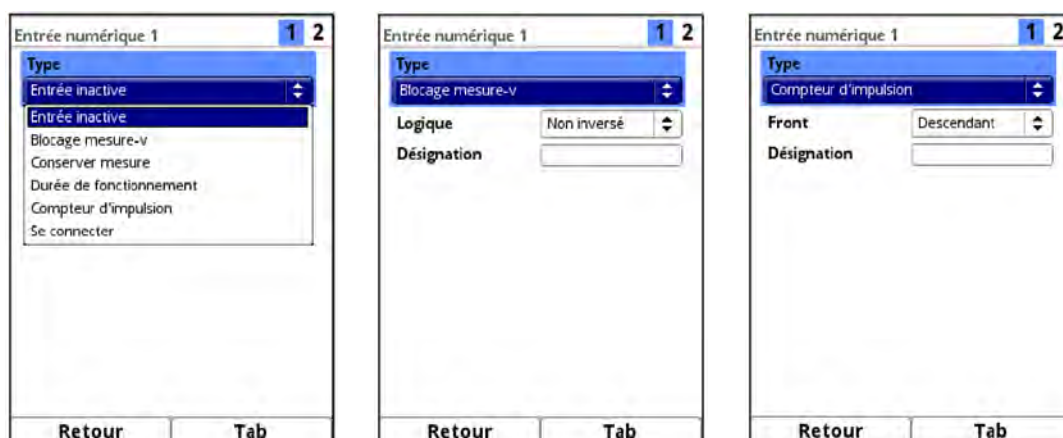 Entrée numérique 1 1 2
Type
Entrée inactive
Entrée inactive
Blocage mesure-v
Conserver mesure
Durée de fonctionnement
Compteur d'impulsion
Se connecter
Retour Tab
Entrée numérique 1 1 2
Type
Blocage mesure-v
Logique Non inversé
Désignation
Retour Tab
Entrée numérique 1 1 2
Type
Compteur d'impulsion
Front Descendant
Désignation
Retour Tab